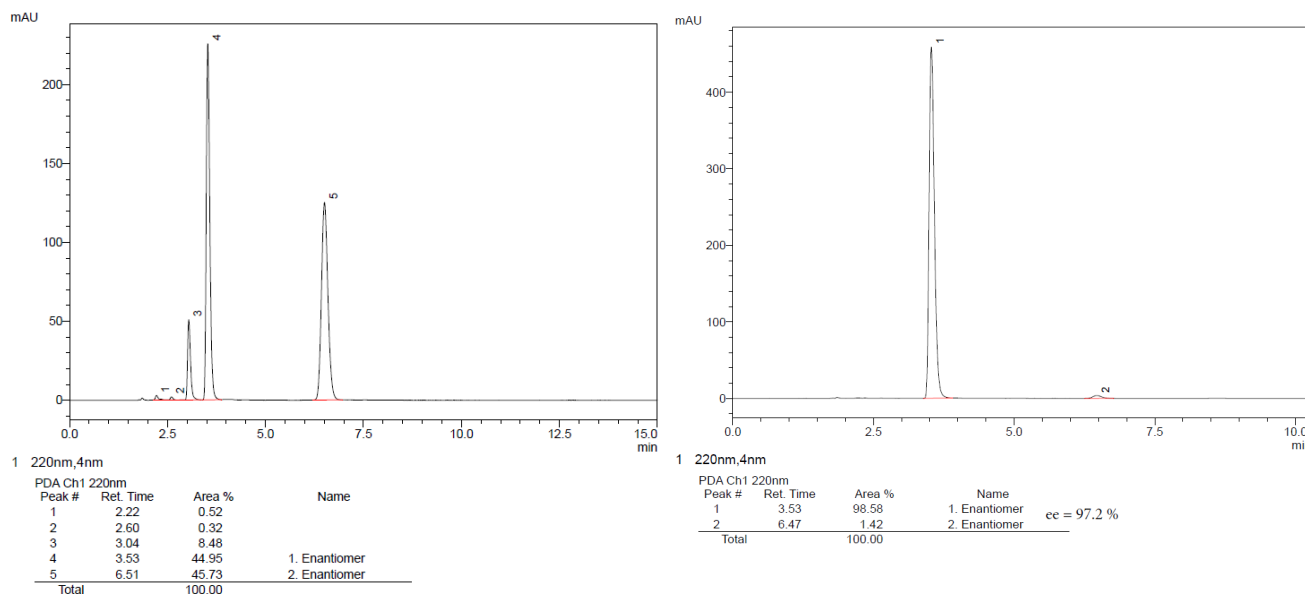 mAU
4
200
5
150
100
3
50
1
2
0
0.0 2.5 5.0 7.5 10.0 12.5 15.0
min
1 220nm,4nm
PDA Ch1 220nm
Peak # Ret. Time Area % Name
1 2.22 0.52
2 2.60 0.32
3 3.04 8.48
4 3.53 44.95 1. Enantiomer
5 6.51 45.73 2. Enantiomer
Total 100.00
mAU
1
400
300
200
100
2
0
0.0 2.5 5.0 7.5 10.0
mi
1 220nm,4nm
PDA Ch1 220nm
Peak # Ret. Time Area % Name
1 3.53 98.58 1. Enantiomer
2 6.47 1.42 2. Enantiomer
Total 100.00
ee = 97.2 %